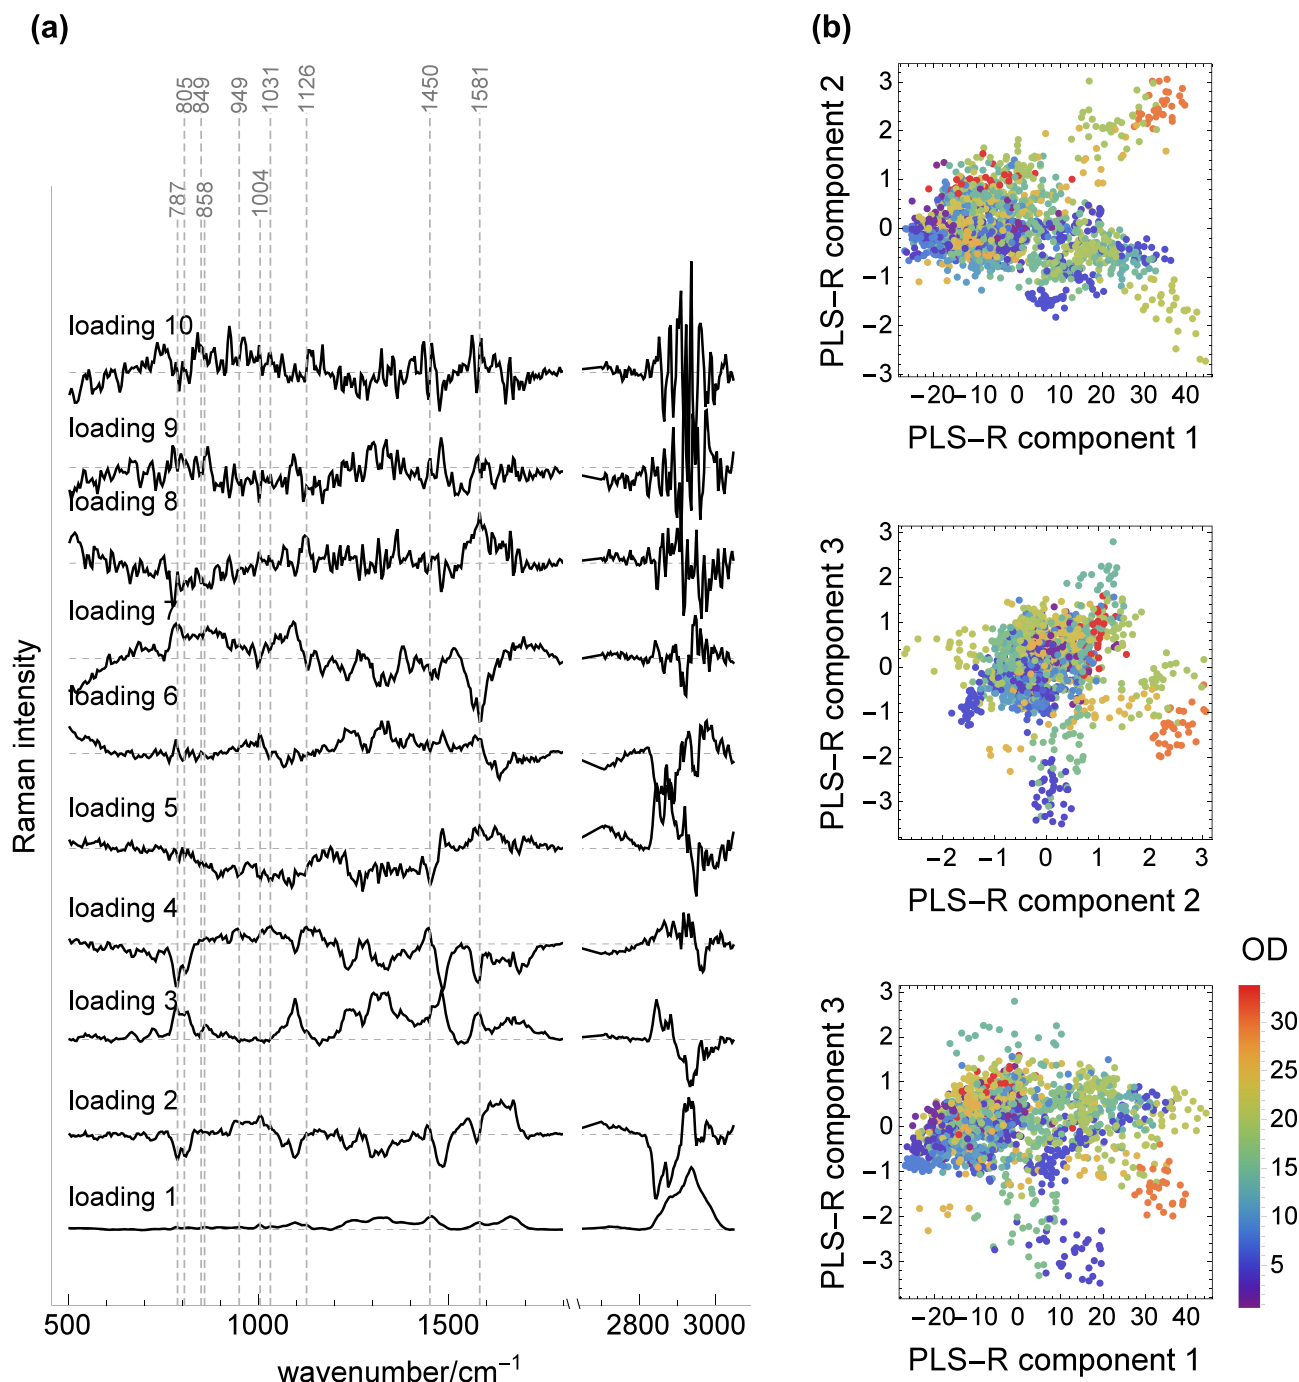 (a)
787
805
849
858
949
1004
1031
1126
1450
1581
loading 10
loading 9
loading 8
loading 7
loading 6
loading 5
loading 4
loading 3
loading 2
loading 1
Raman intensity
500 1000 1500 2800 3000
wavenumber/cm⁻¹
(b)
3
2
1
0
−1
−2
−3
PLS−R component 2
−20 −10 0 10 20 30 40
PLS−R component 1
3
2
1
0
−1
−2
−3
PLS−R component 3
−2 −1 0 1 2 3
PLS−R component 2
3
2
1
0
−1
−2
−3
PLS−R component 3
−20 −10 0 10 20 30 40
PLS−R component 1
OD
30
25
20
15
10
5